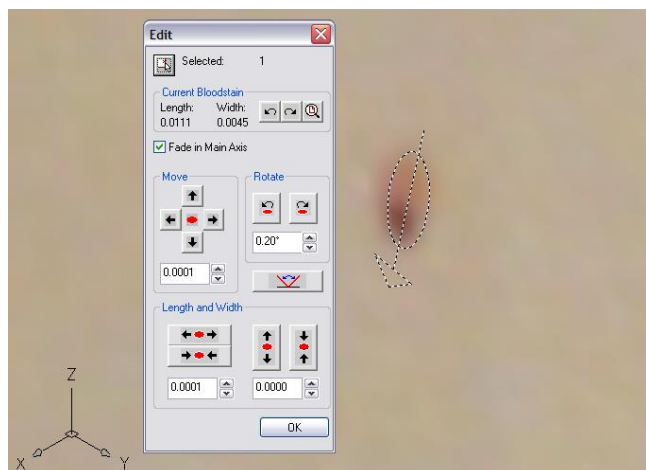 Edit
Selected: 1
Current Bloodstain
Length: Width:
0.0111 0.0045
Fade in Main Axis
Move Rotate
0.20°
0.0001
Length and Width
0.0001 0.0000
OK
Z
X Y